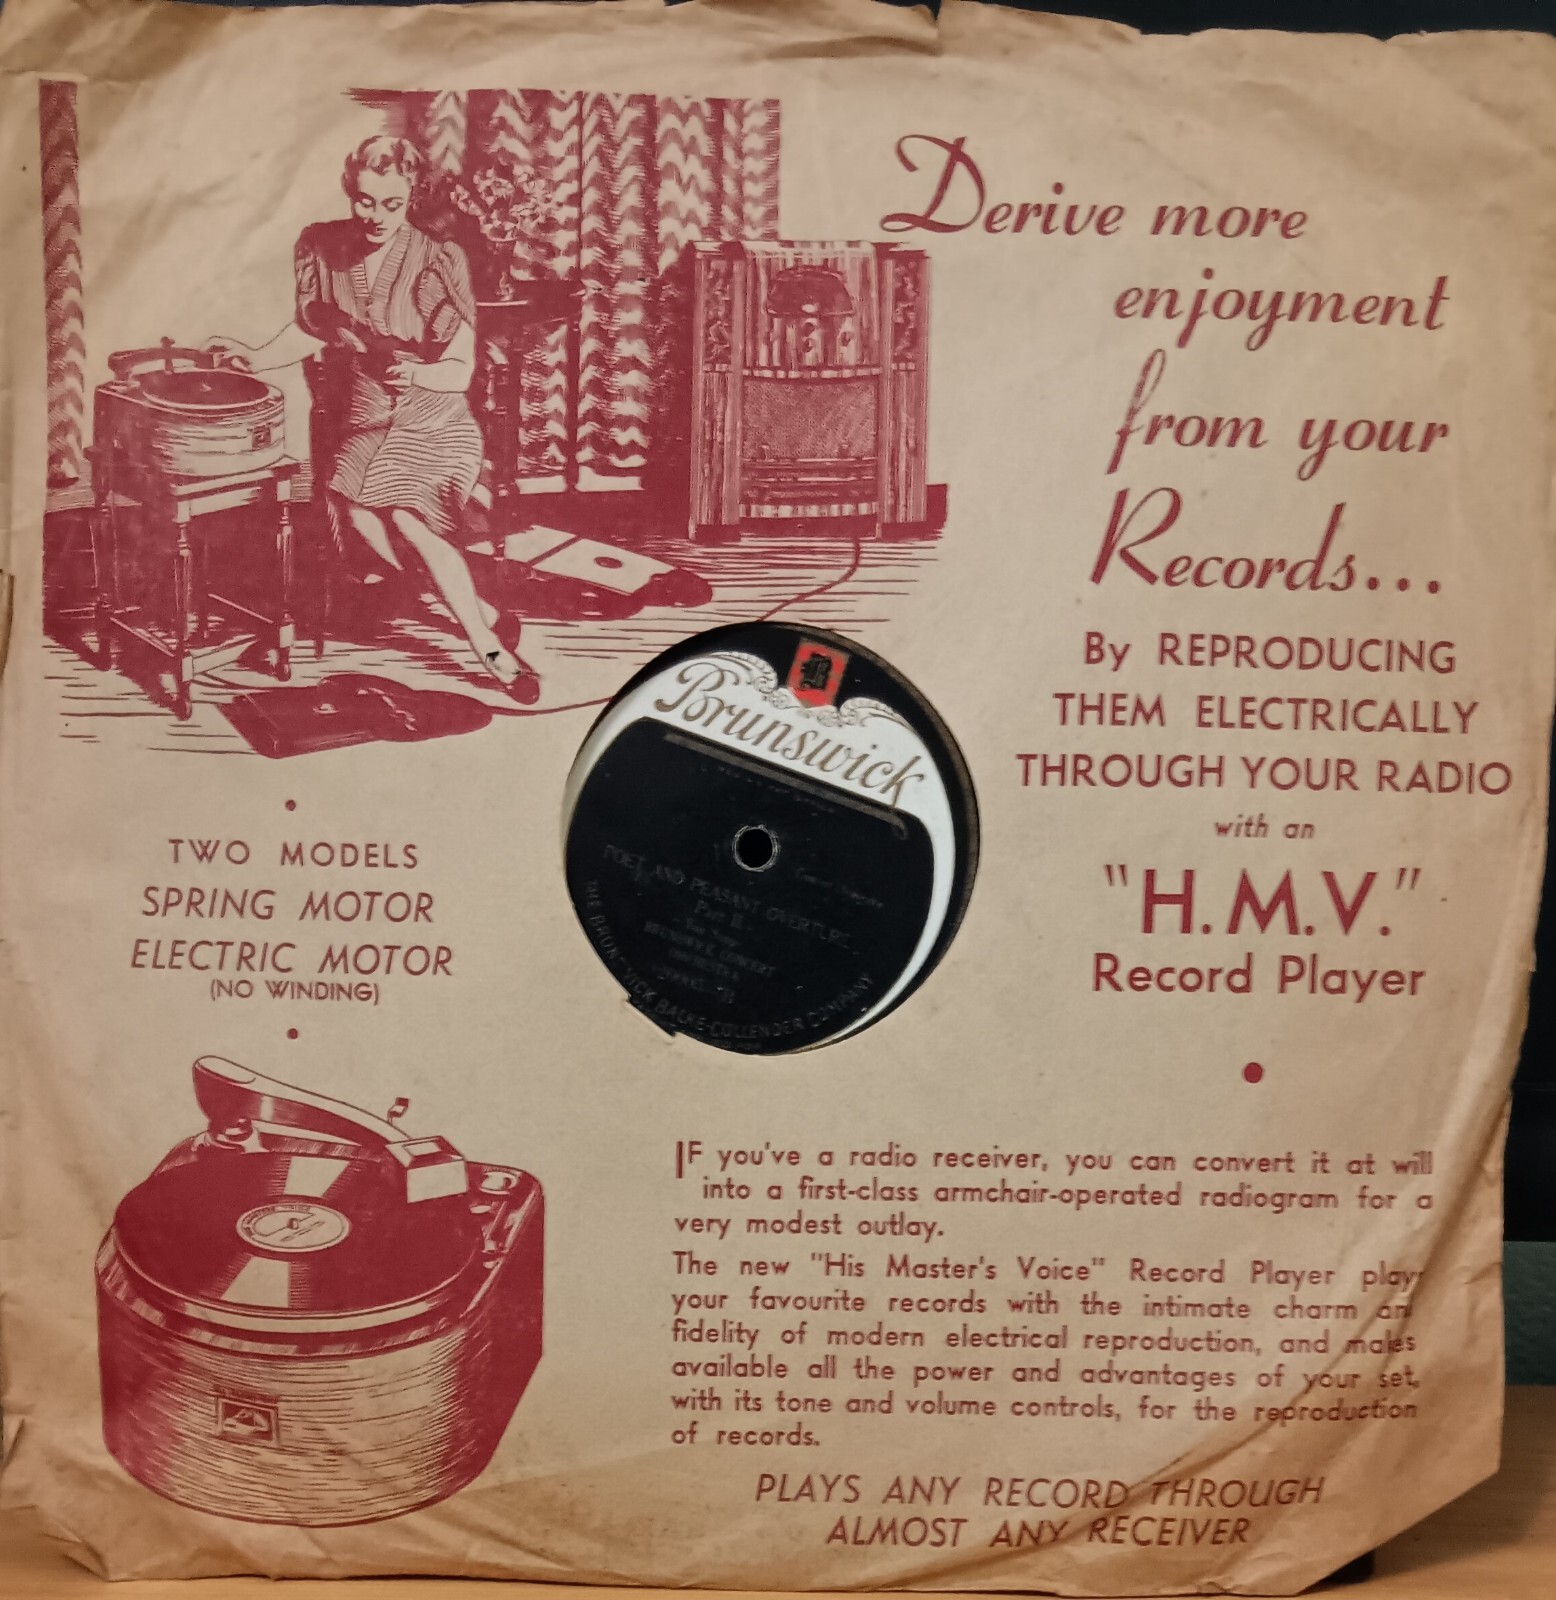 Derive more
enjoyment
from your
Records...
By REPRODUCING
THEM ELECTRICALLY
THROUGH YOUR RADIO
with an
"H.M.V."
Record Player
TWO MODELS
SPRING MOTOR
ELECTRIC MOTOR
(NO WINDING)
B
Brunswick
POET AND PEASANT OVERTURE
Part II
BRUNSWICK CONCERT
ORCHESTRA
THE BRUNSWICK-BALKE-COLLENDER COMPANY
IF you've a radio receiver, you can convert it at will
into a first-class armchair-operated radiogram for a
very modest outlay.
The new "His Master's Voice" Record Player play
your favourite records with the intimate charm an
fidelity of modern electrical reproduction, and makes
available all the power and advantages of your set,
with its tone and volume controls, for the reproduction
of records.
PLAYS ANY RECORD THROUGH
ALMOST ANY RECEIVER